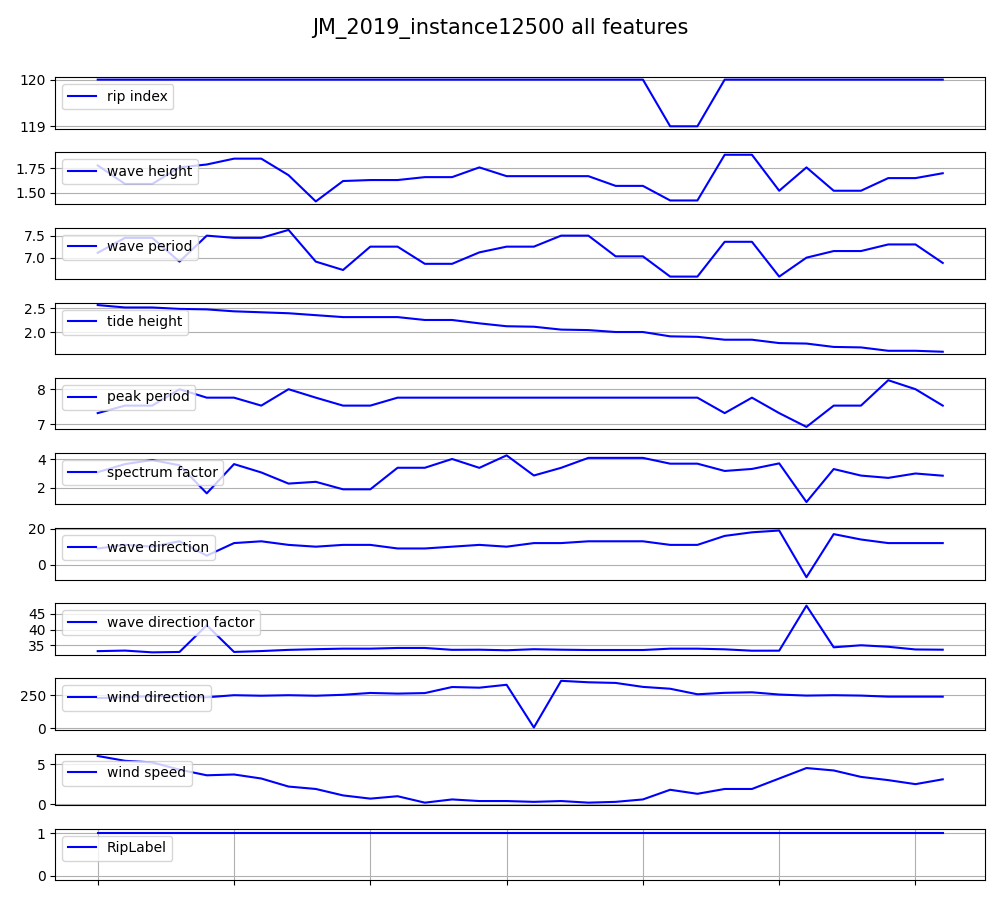 JM_2019_instance12500 all features
120
119
rip index
1.75
1.50
wave height
7.5
7.0
wave period
2.5
2.0
tide height
8
7
peak period
4
2
spectrum factor
20
0
wave direction
45
40
35
wave direction factor
250
0
wind direction
5
0
wind speed
1
0
RipLabel